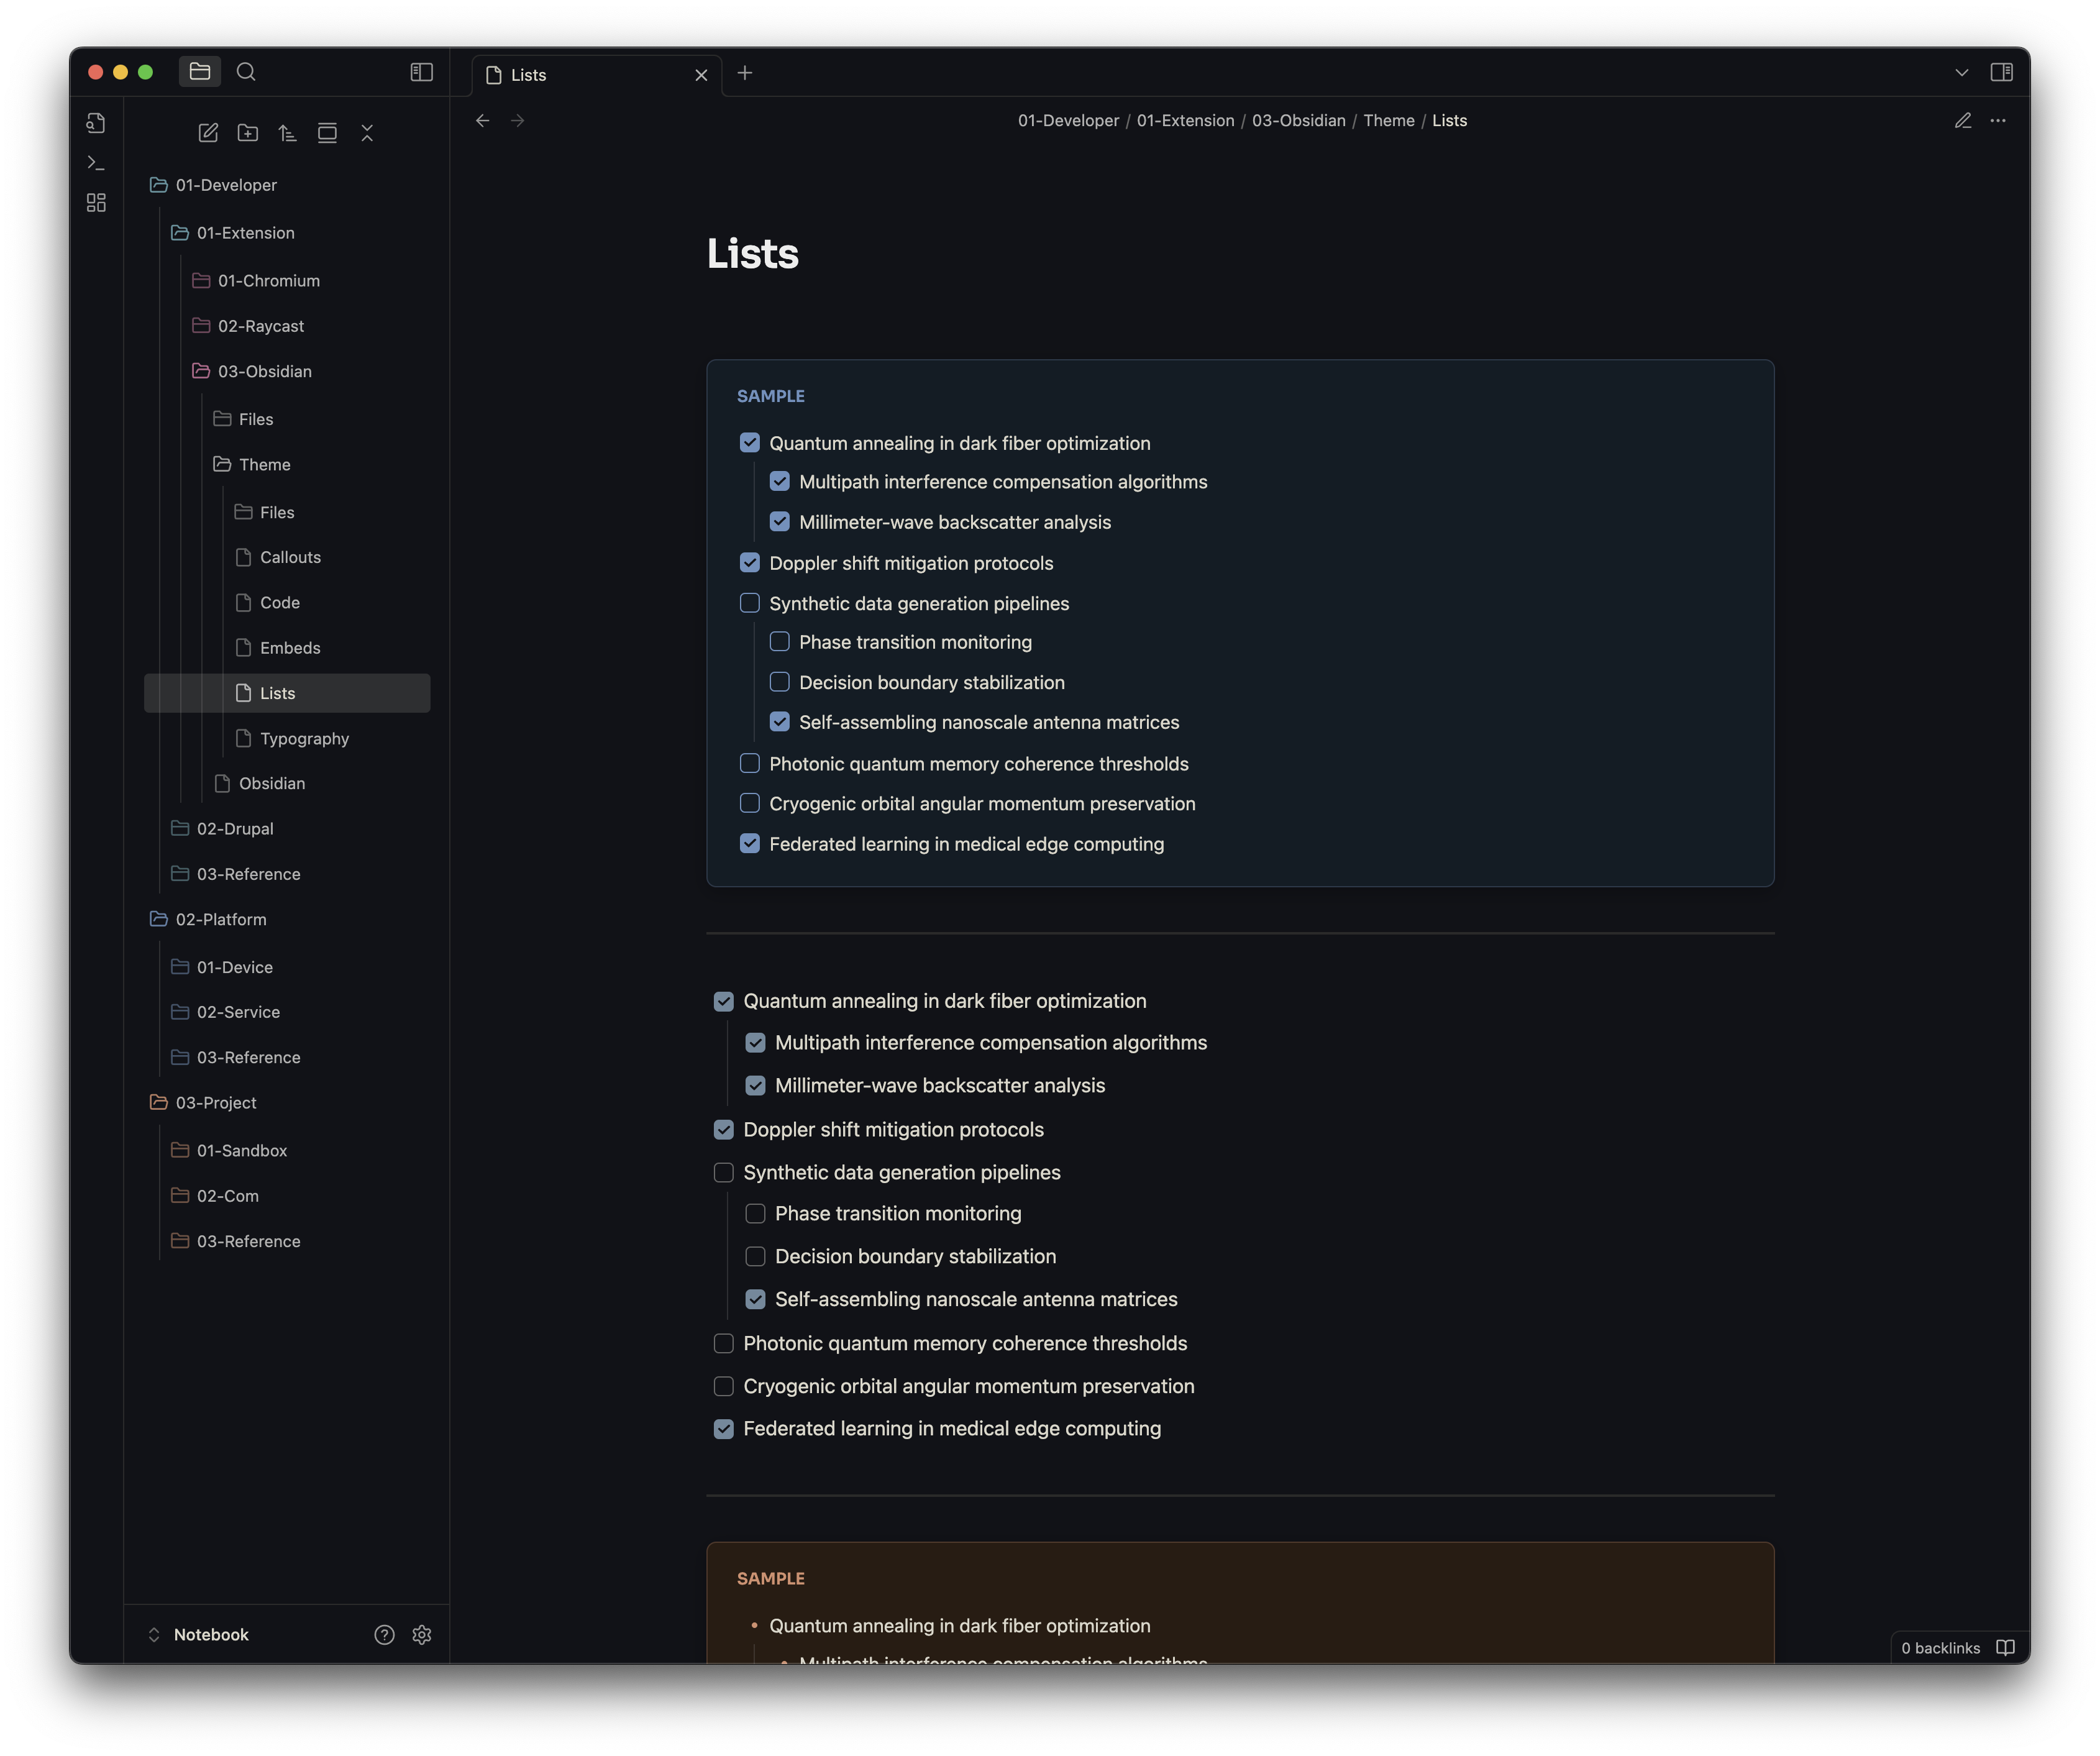 Lists
01-Developer / 01-Extension / 03-Obsidian / Theme / Lists
01-Developer
01-Extension
01-Chromium
02-Raycast
03-Obsidian
Files
Theme
Files
Callouts
Code
Embeds
Lists
Typography
Obsidian
02-Drupal
03-Reference
02-Platform
01-Device
02-Service
03-Reference
03-Project
01-Sandbox
02-Com
03-Reference
Notebook
Lists
SAMPLE
Quantum annealing in dark fiber optimization
Multipath interference compensation algorithms
Millimeter-wave backscatter analysis
Doppler shift mitigation protocols
Synthetic data generation pipelines
Phase transition monitoring
Decision boundary stabilization
Self-assembling nanoscale antenna matrices
Photonic quantum memory coherence thresholds
Cryogenic orbital angular momentum preservation
Federated learning in medical edge computing
Quantum annealing in dark fiber optimization
Multipath interference compensation algorithms
Millimeter-wave backscatter analysis
Doppler shift mitigation protocols
Synthetic data generation pipelines
Phase transition monitoring
Decision boundary stabilization
Self-assembling nanoscale antenna matrices
Photonic quantum memory coherence thresholds
Cryogenic orbital angular momentum preservation
Federated learning in medical edge computing
SAMPLE
• Quantum annealing in dark fiber optimization
• Multipath interference compensation algorithms
0 backlinks